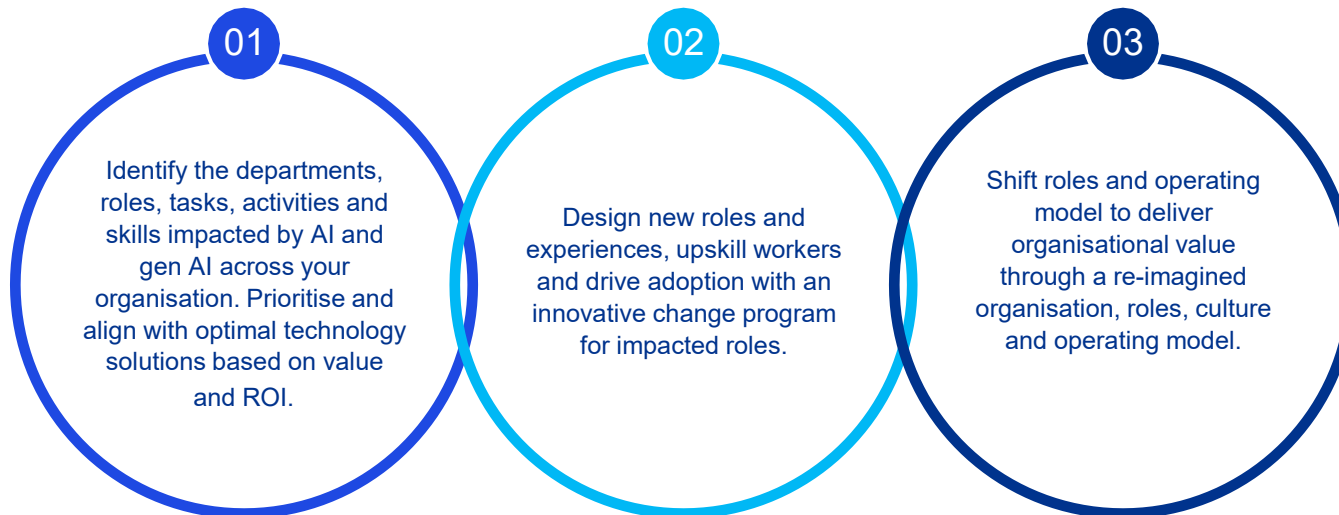 01
Identify the departments,
roles, tasks, activities and
skills impacted by AI and
gen AI across your
organisation. Prioritise and
align with optimal technology
solutions based on value
and ROI.
02
Design new roles and
experiences, upskill workers
and drive adoption with an
innovative change program
for impacted roles.
03
Shift roles and operating
model to deliver
organisational value
through a re-imagined
organisation, roles, culture
and operating model.